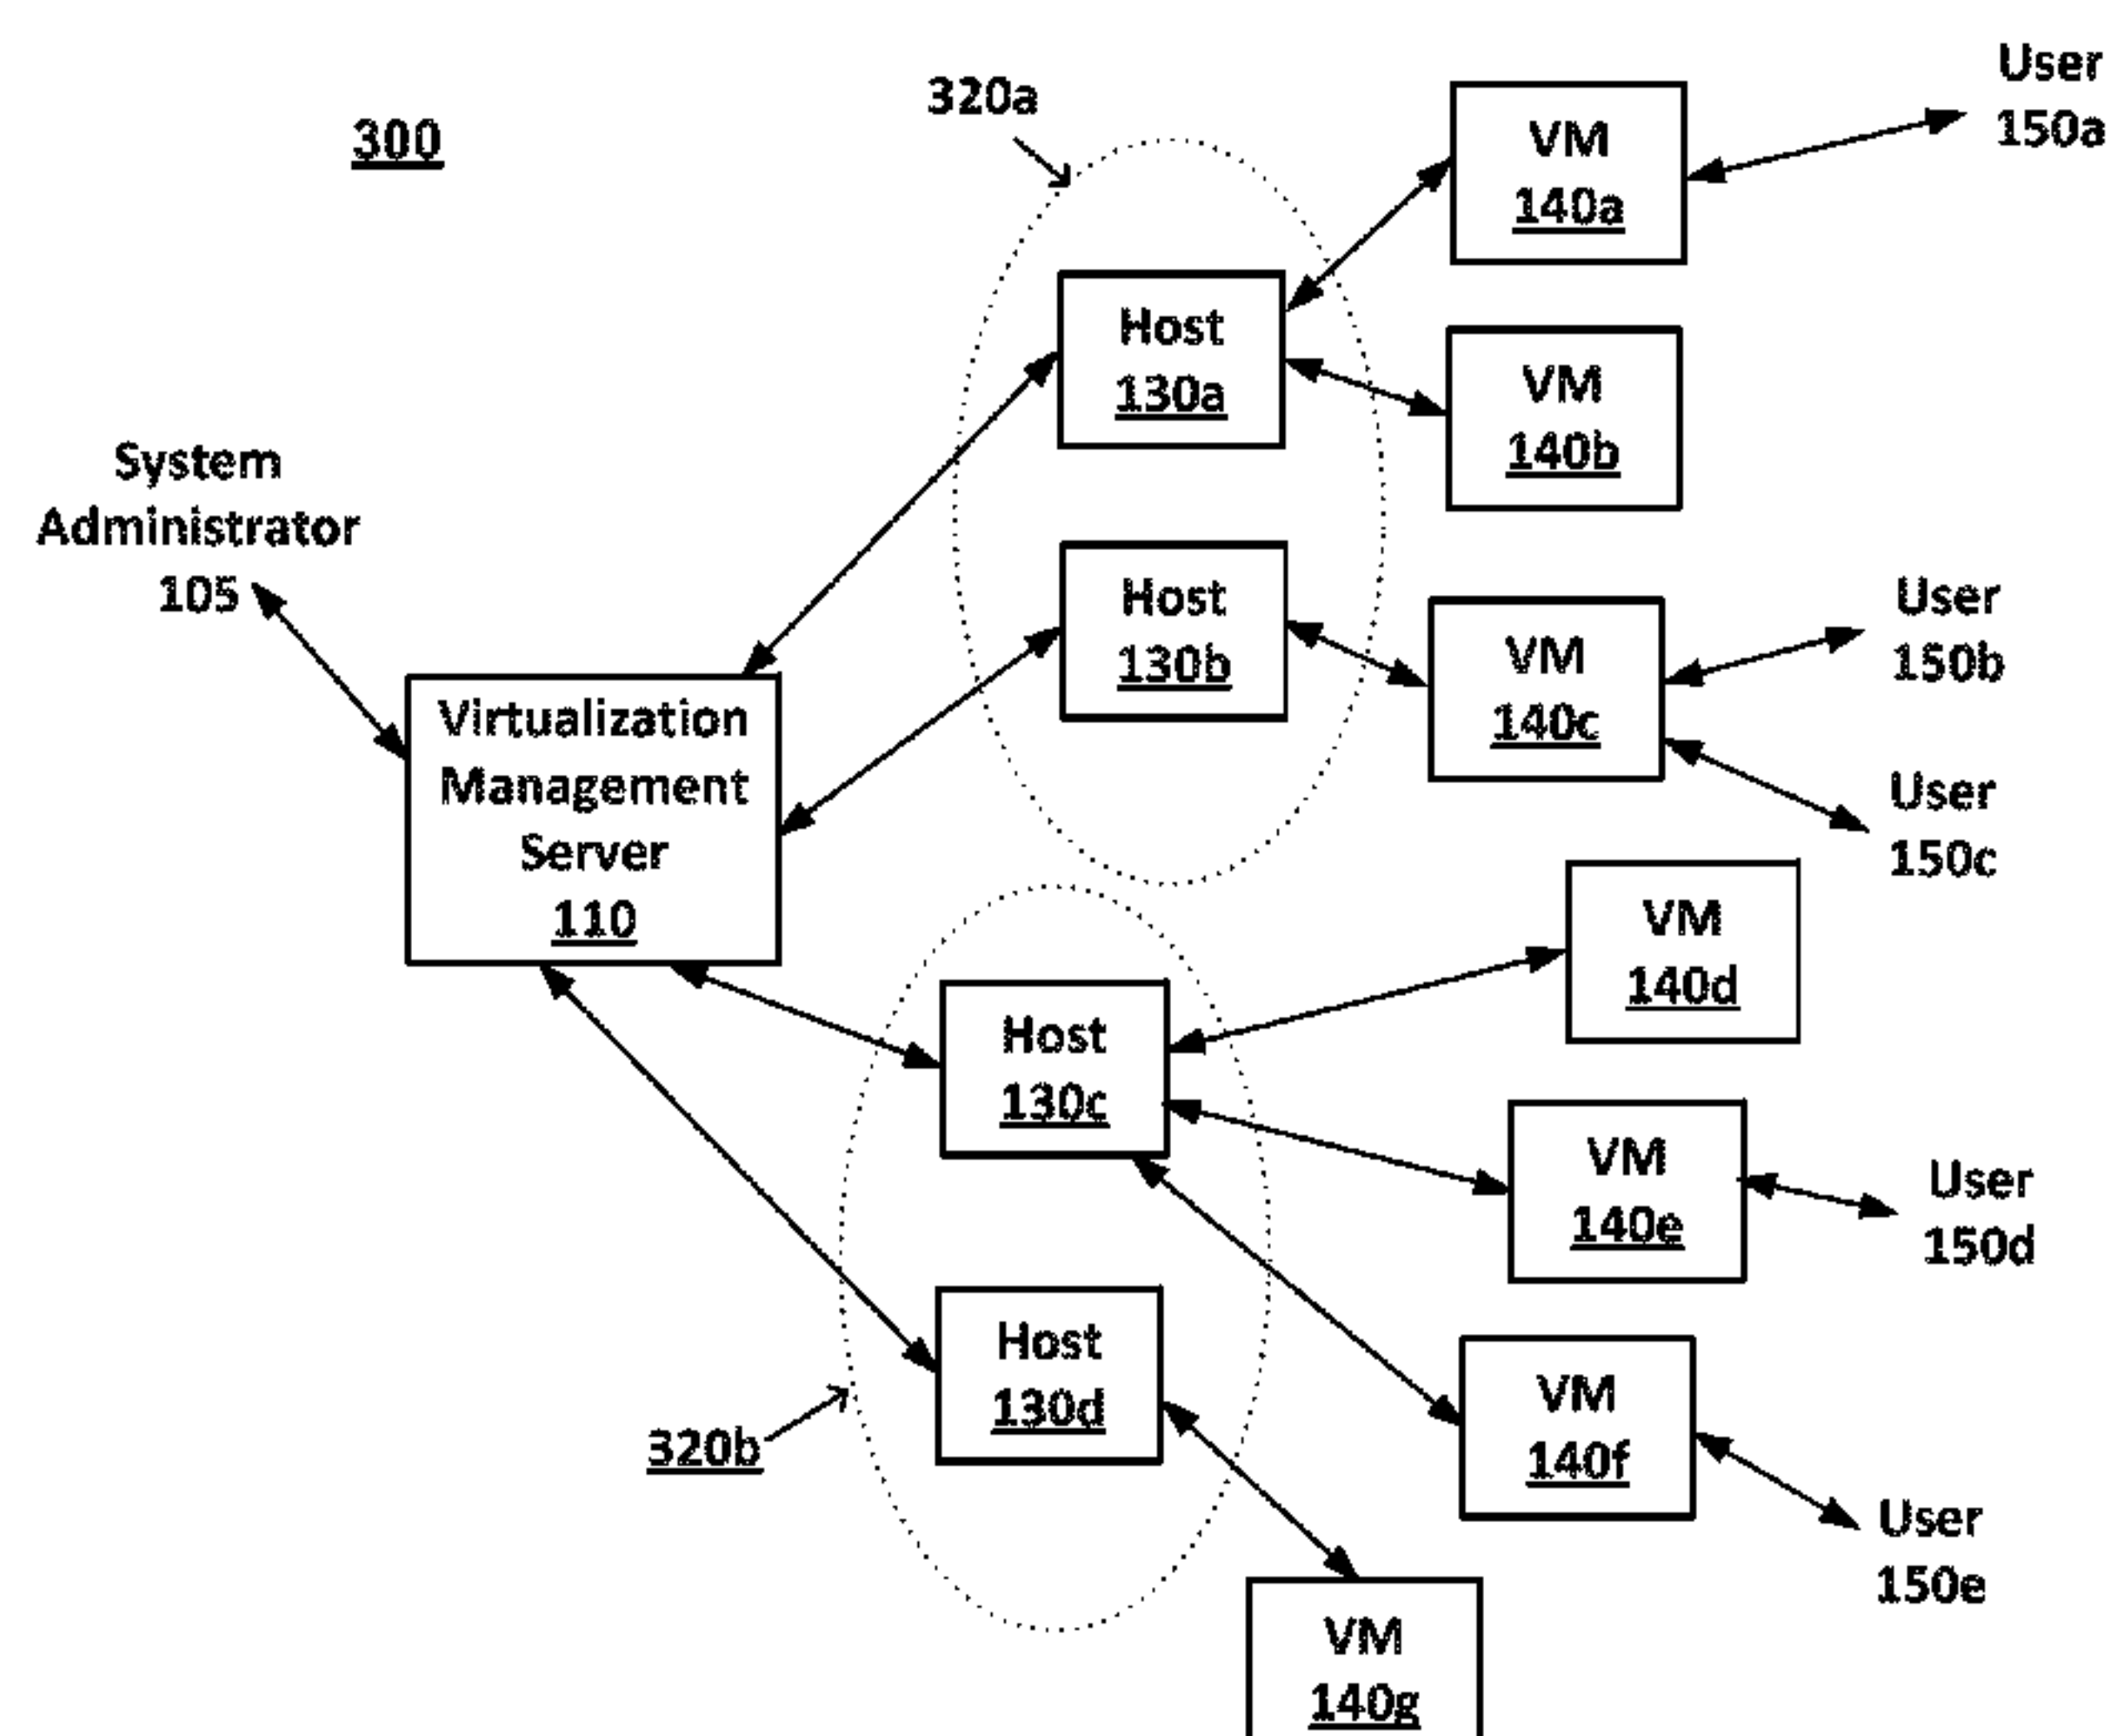 300
320a
VM
140a
User
150a
Host
130a
VM
140b
System
Administrator
105
Host
130b
VM
140c
User
150b
User
150c
Virtualization
Management
Server
110
VM
140d
Host
130c
VM
140e
User
150d
Host
130d
320b
VM
140f
User
150e
VM
140g